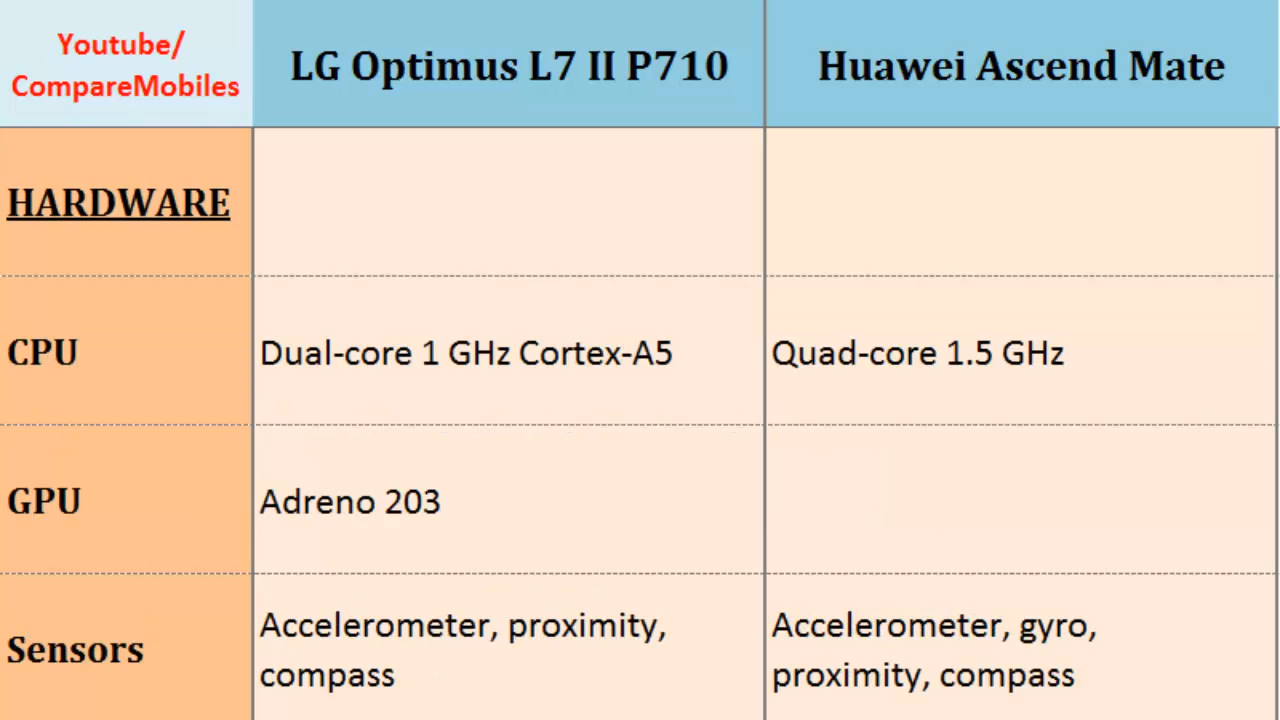 Youtube/
CompareMobiles
LG Optimus L7 II P710
Huawei Ascend Mate
HARDWARE
CPU
Dual-core 1 GHz Cortex-A5
Quad-core 1.5 GHz
GPU
Adreno 203
Sensors
Accelerometer, proximity,
compass
Accelerometer, gyro,
proximity, compass